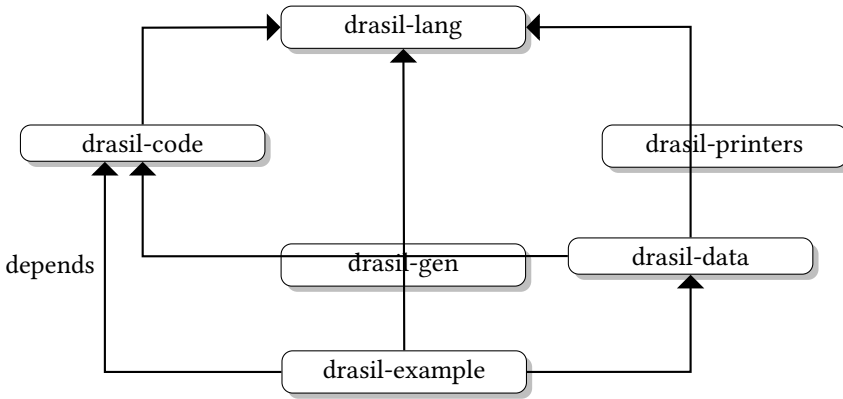 drasil-lang
drasil-code
drasil-printers
drasil-gen
drasil-data
depends
drasil-example